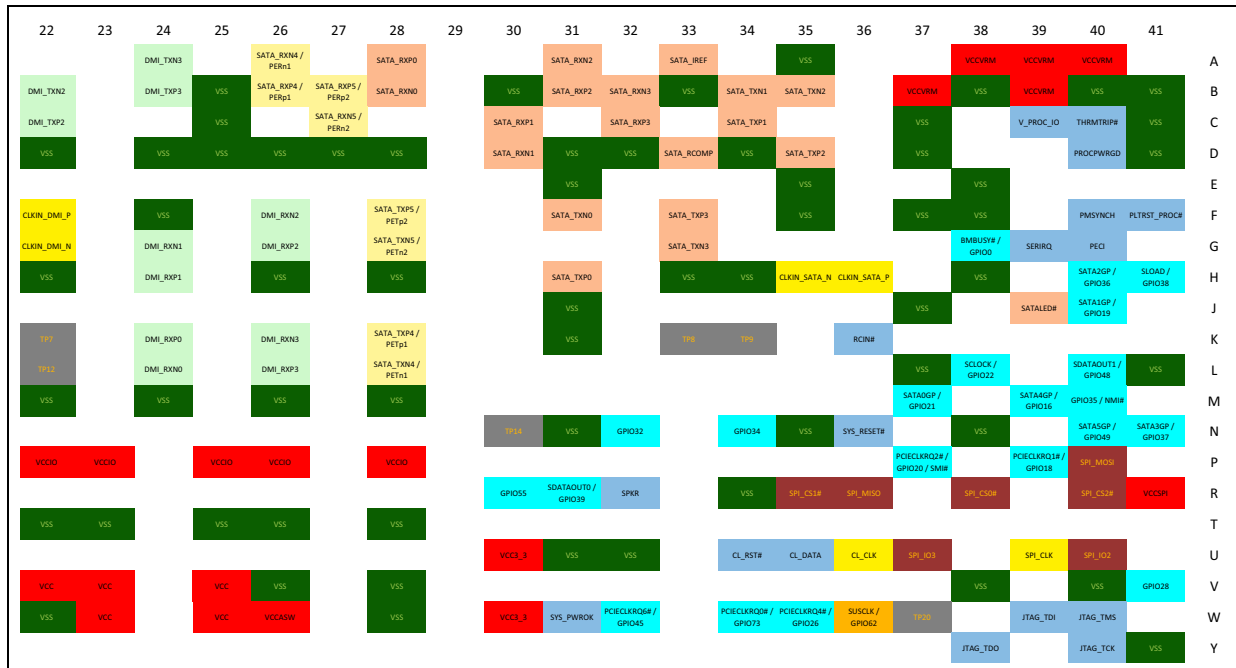 22 23 24 25 26 27 28 29 30 31 32 33 34 35 36 37 38 39 40 41
DMI_TXN3 SATA_RXN4 / PERn1 SATA_RXP0 SATA_RXN2 SATA_IREF VSS VCCVRM VCCVRM VCCVRM A
DMI_TXN2 DMI_TXP3 VSS SATA_RXP4 / PERp1 SATA_RXP5 / PERp2 SATA_RXN0 VSS SATA_RXP2 SATA_RXN3 VSS SATA_TXN1 SATA_TXN2 VCCVRM VSS VCCVRM VSS VSS B
DMI_TXP2 VSS SATA_RXN5 / PERn2 SATA_RXP1 SATA_RXP3 SATA_TXP1 VSS V_PROC_IO THRMTRIP# VSS C
VSS VSS VSS VSS VSS VSS SATA_RXN1 VSS VSS SATA_RCOMP VSS SATA_TXP2 VSS PROCPWRGD VSS D
VSS VSS VSS E
CLKIN_DMI_P VSS DMI_RXN2 SATA_TXP5 / PETp2 SATA_TXN0 SATA_TXP3 VSS VSS VSS PMSYNCH PLTRST_PROC# F
CLKIN_DMI_N DMI_RXN1 DMI_RXP2 SATA_TXN5 / PETn2 SATA_TXN3 BMBUSY# / GPIO0 SERIRQ PECI G
VSS DMI_RXP1 VSS VSS SATA_TXP0 VSS VSS CLKIN_SATA_N CLKIN_SATA_P VSS SATA2GP / GPIO36 SLOAD / GPIO38 H
VSS VSS SATALED# SATA1GP / GPIO19 J
TP7 DMI_RXP0 DMI_RXN3 SATA_TXP4 / PETp1 VSS TP8 TP9 RCIN# K
TP12 DMI_RXN0 DMI_RXP3 SATA_TXN4 / PETn1 VSS SCLOCK / GPIO22 SDATAOUT1 / GPIO48 VSS L
VSS VSS VSS VSS SATA0GP / GPIO21 SATA4GP / GPIO16 GPIO35 / NMI# M
TP14 VSS GPIO32 GPIO34 VSS SYS_RESET# VSS SATA5GP / GPIO49 SATA3GP / GPIO37 N
VCCIO VCCIO VCCIO VCCIO VCCIO PCIECLKRQ2# / GPIO20 / SMI# PCIECLKRQ1# / GPIO18 SPI_MOSI P
GPIO55 SDATAOUT0 / GPIO39 SPKR VSS SPI_CS1# SPI_MISO SPI_CS0# SPI_CS2# VCCSPI R
VSS VSS VSS VSS VSS T
VCC3_3 VSS VSS CL_RST# CL_DATA CL_CLK SPI_IO3 SPI_CLK SPI_IO2 U
VCC VCC VCC VSS VSS VSS VSS GPIO28 V
VSS VCC VCC VCCASW VSS VCC3_3 SYS_PWROK PCIECLKRQ6# / GPIO45 PCIECLKRQ0# / GPIO73 PCIECLKRQ4# / GPIO26 SUSCLK / GPIO62 TP20 JTAG_TDI JTAG_TMS W
JTAG_TDO JTAG_TCK VSS Y